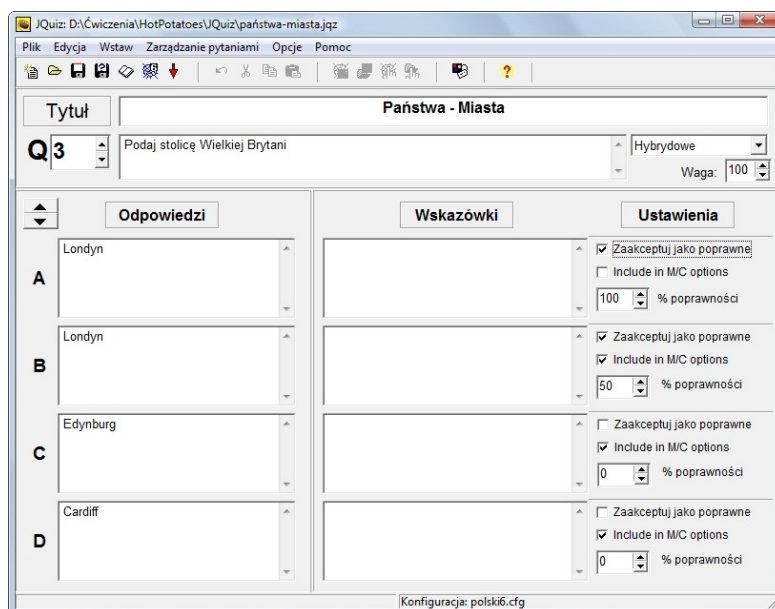 JQuiz: D:\Ćwiczenia\HotPotatoes\JQuiz\państwa-miasta.jqz
Plik Edycja Wstaw Zarządzanie pytaniami Opcje Pomoc
Tytuł Państwa - Miasta
Q 3 Podaj stolicę Wielkiej Brytani Hybrydowe
Waga: 100
Odpowiedzi Wskazówki Ustawienia
A Londyn Zaakceptuj jako poprawne
Include in M/C options
100 % poprawności
B Londyn Zaakceptuj jako poprawne
Include in M/C options
50 % poprawności
C Edynburg Zaakceptuj jako poprawne
Include in M/C options
0 % poprawności
D Cardiff Zaakceptuj jako poprawne
Include in M/C options
0 % poprawności
Konfiguracja: polski6.cfg